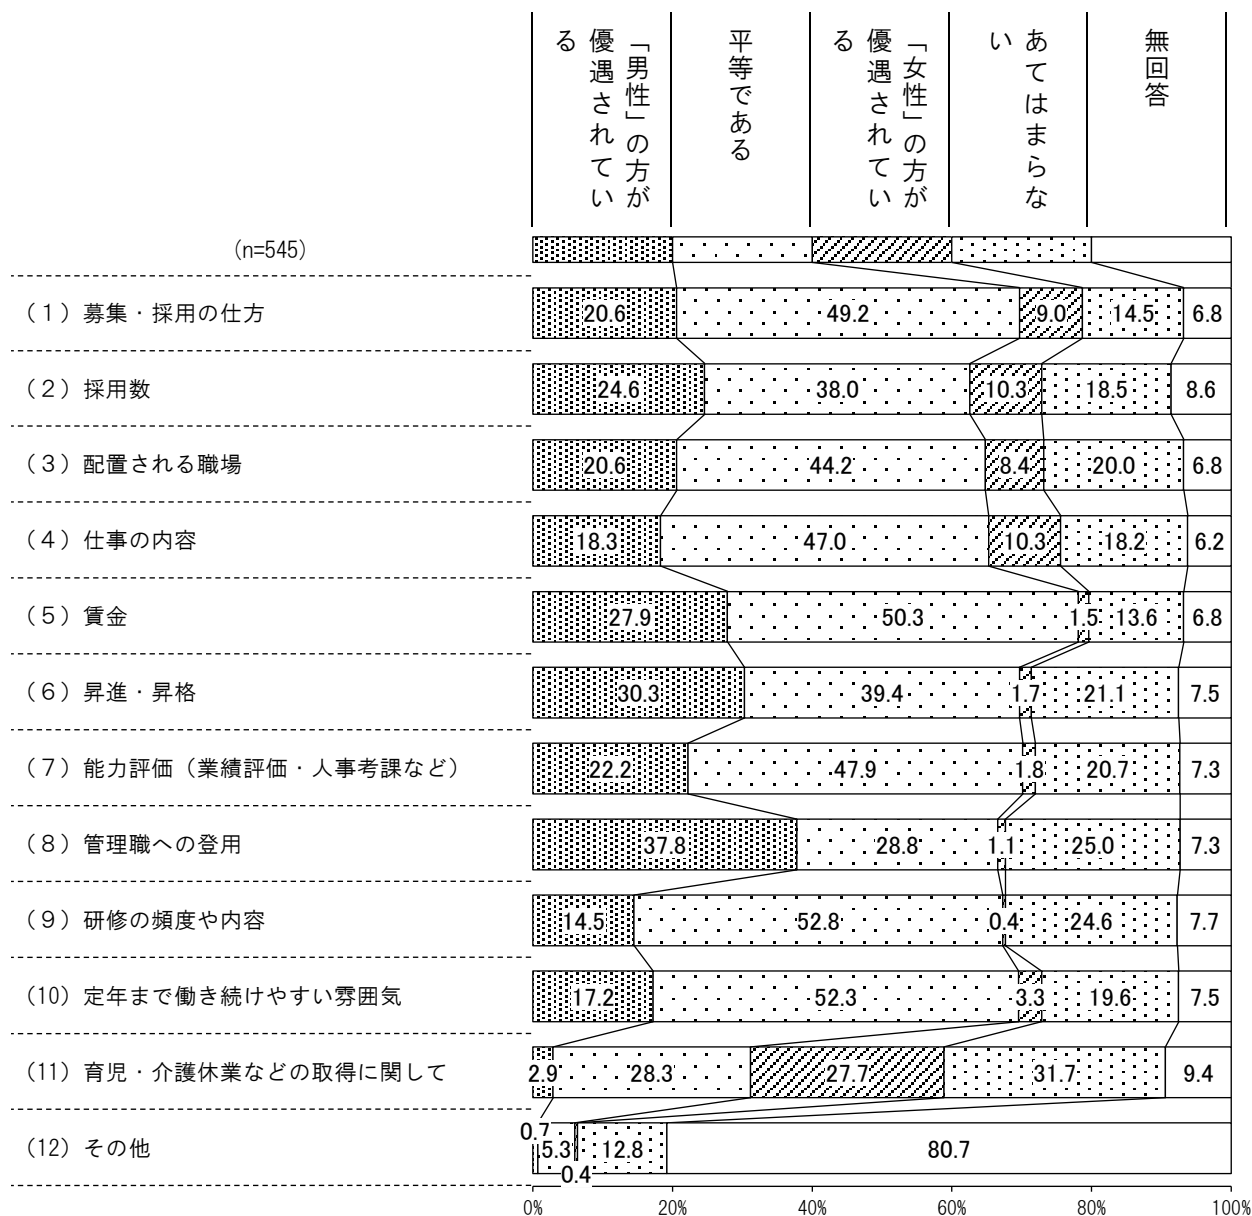 「男性」の方が優遇されている
平等である
「女性」の方が優遇されている
あてはまらない
無回答
(n=545)
（1）募集・採用の仕方
20.6 49.2 9.0 14.5 6.8
（2）採用数
24.6 38.0 10.3 18.5 8.6
（3）配置される職場
20.6 44.2 8.4 20.0 6.8
（4）仕事の内容
18.3 47.0 10.3 18.2 6.2
（5）賃金
27.9 50.3 1.5 13.6 6.8
（6）昇進・昇格
30.3 39.4 1.7 21.1 7.5
（7）能力評価（業績評価・人事考課など）
22.2 47.9 1.8 20.7 7.3
（8）管理職への登用
37.8 28.8 1.1 25.0 7.3
（9）研修の頻度や内容
14.5 52.8 0.4 24.6 7.7
（10）定年まで働き続けやすい雰囲気
17.2 52.3 3.3 19.6 7.5
（11）育児・介護休業などの取得に関して
2.9 28.3 27.7 31.7 9.4
（12）その他
0.7 5.3 0.4 12.8 80.7
0% 20% 40% 60% 80% 100%